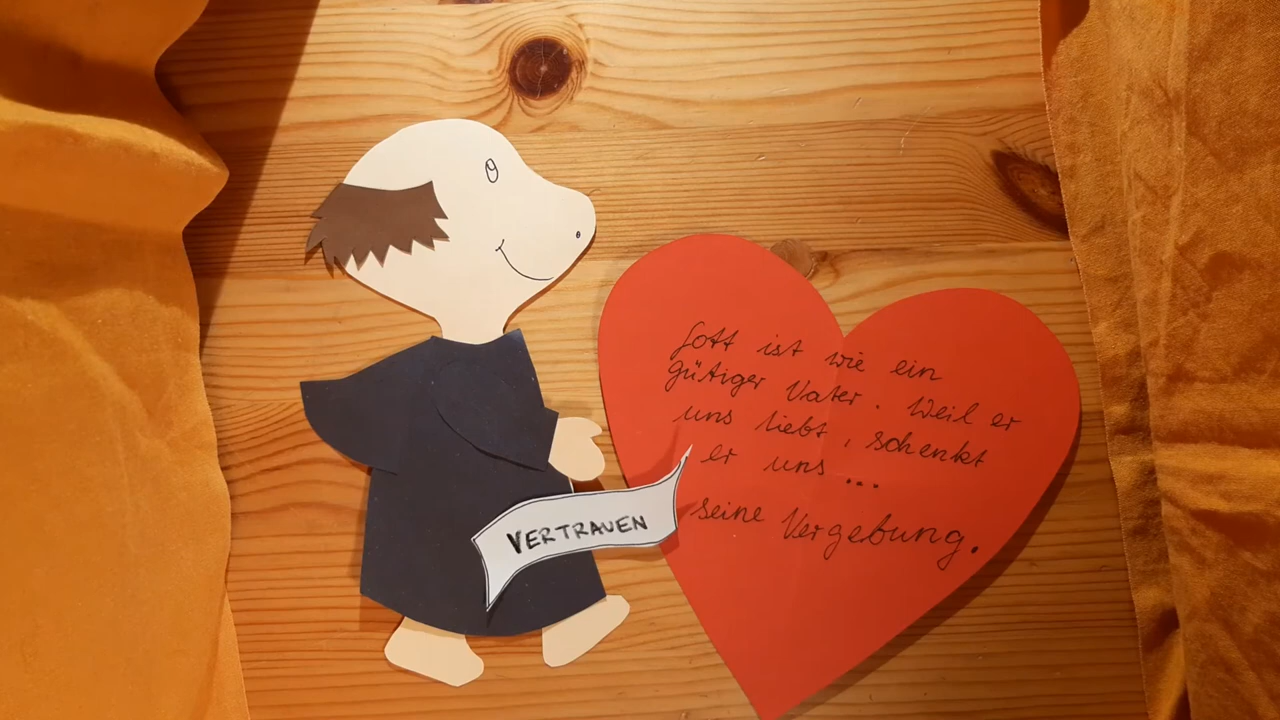 Gott ist wie ein
gütiger Vater. Weil er
uns liebt, schenkt
er uns ...
seine Vergebung.
VERTRAUEN